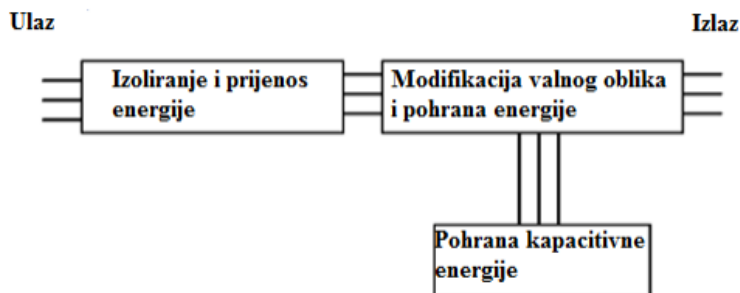 Ulaz
Izlaz
Izoliranje i prijenos
energije
Modifikacija valnog oblika
i pohrana energije
Pohrana kapacitivne
energije